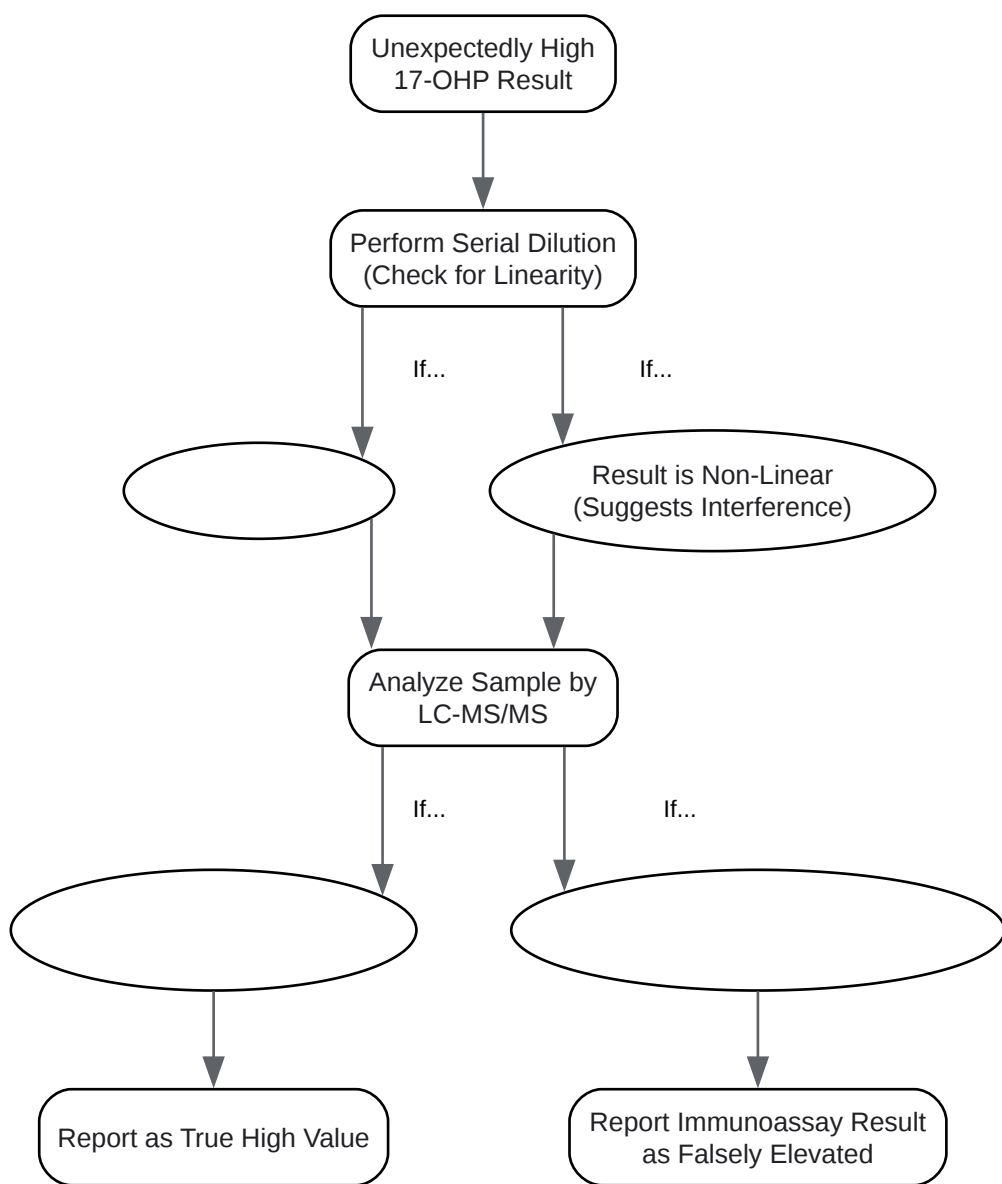 Unexpectedly High
17-OHP Result
Perform Serial Dilution
(Check for Linearity)
If...
If...
Result is Non-Linear
(Suggests Interference)
Analyze Sample by
LC-MS/MS
If...
If...
Report as True High Value
Report Immunoassay Result
as Falsely Elevated